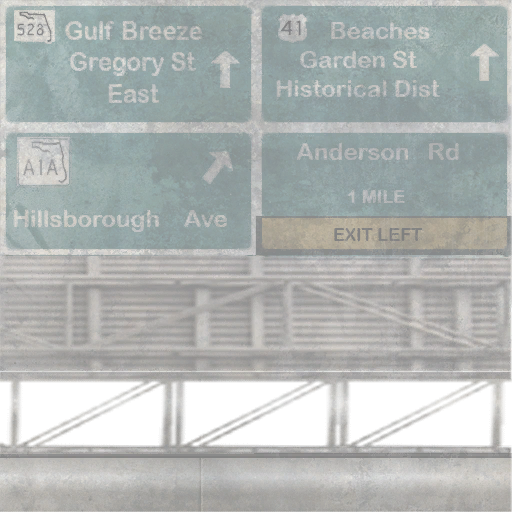 528
Gulf Breeze
Gregory St
East
41
Beaches
Garden St
Historical Dist
A1A
Hillsborough Ave
Anderson Rd
1 MILE
EXIT LEFT